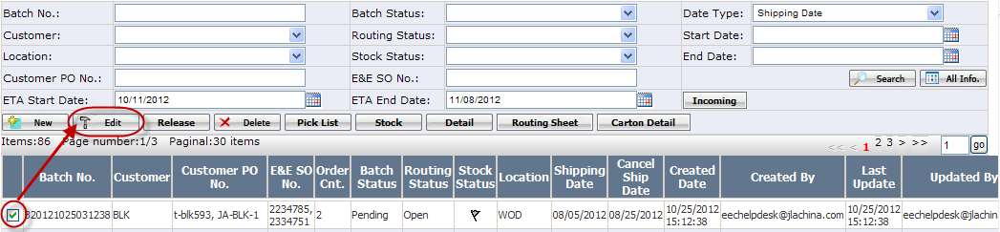 Batch No.: Batch Status: Date Type: Shipping Date
Customer: Routing Status: Start Date:
Location: Stock Status: End Date:
Customer PO No.: E&E SO No.: Search All Info.
ETA Start Date: 10/11/2012 ETA End Date: 11/08/2012 Incoming
New Edit Release Delete Pick List Stock Detail Routing Sheet Carton Detail
Items:86 Page number:1/3 Paginal:30 items << < 1 2 3 > >> 1 go
Batch No. Customer Customer PO No. E&E SO No. Order Cnt. Batch Status Routing Status Stock Status Location Shipping Date Cancel Ship Date Created Date Created By Last Update Updated By
B20121025031238 BLK t-blk593, JA-BLK-1 2234785, 2234751 2 Pending Open WOD 08/05/2012 08/25/2012 10/25/2012 15:12:38 eechelpdesk@jlachina.com 10/25/2012 15:12:38 eechelpdesk@jlachina.com